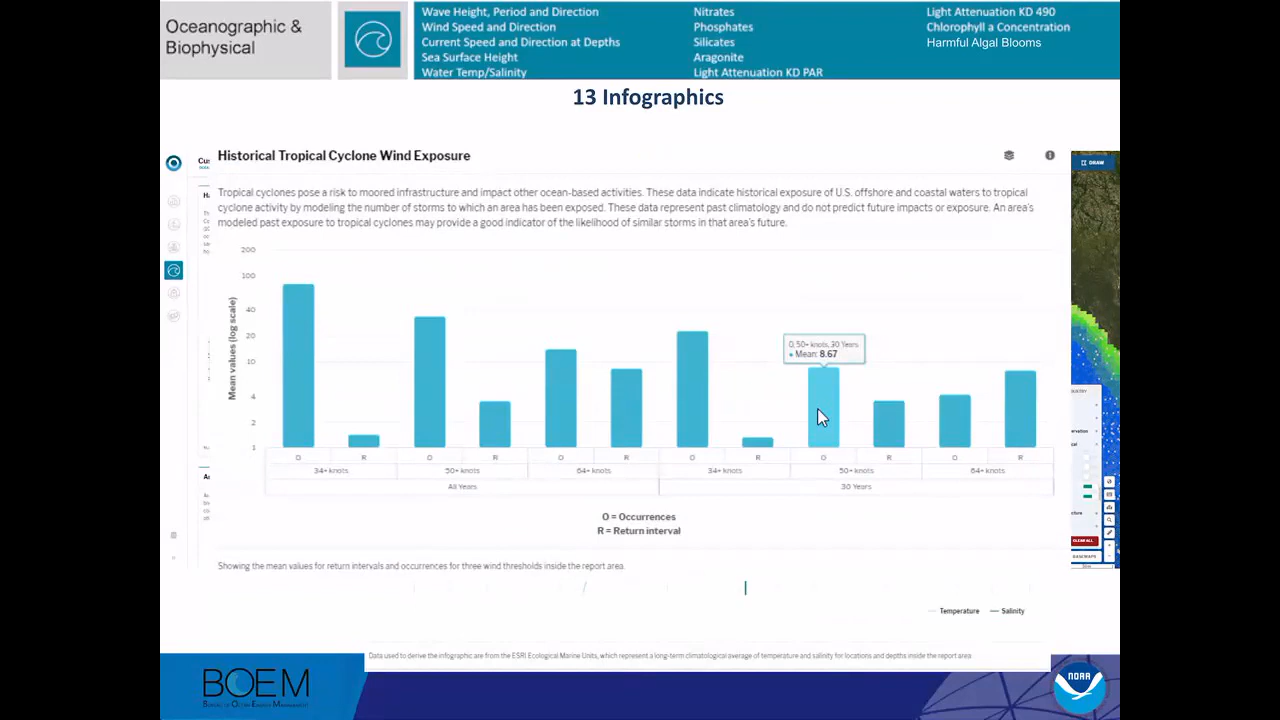 Oceanographic &
Biophysical
Wave Height, Period and Direction
Wind Speed and Direction
Current Speed and Direction at Depths
Sea Surface Height
Water Temp/Salinity
Nitrates
Phosphates
Silicates
Aragonite
Light Attenuation KD PAR
Light Attenuation KD 490
Chlorophyll a Concentration
Harmful Algal Blooms
13 Infographics
Historical Tropical Cyclone Wind Exposure
DRAW
Tropical cyclones pose a risk to moored infrastructure and impact other ocean-based activities. These data indicate historical exposure of U.S. offshore and coastal waters to tropical
cyclone activity by modeling the number of storms to which an area has been exposed. These data represent past climatology and do not predict future impacts or exposure. An area's
modeled past exposure to tropical cyclones may provide a good indicator of the likelihood of similar storms in that area's future.
Mean values (log scale)
200
100
40
20
10
4
2
1
O, 50+ knots, 30 Years
Mean: 8.67
O R O R O R O R O R O R
34+ knots 50+ knots 64+ knots 34+ knots 50+ knots 64+ knots
All Years 30 Years
O = Occurrences
R = Return interval
CLEAR ALL
BASEMAPS
Showing the mean values for return intervals and occurrences for three wind thresholds inside the report area.
Temperature Salinity
Data used to derive the infographic are from the ESRI Ecological Marine Units, which represent a long-term climatological average of temperature and salinity for locations and depths inside the report area
BOEM
Bureau of Ocean Energy Management
NOAA